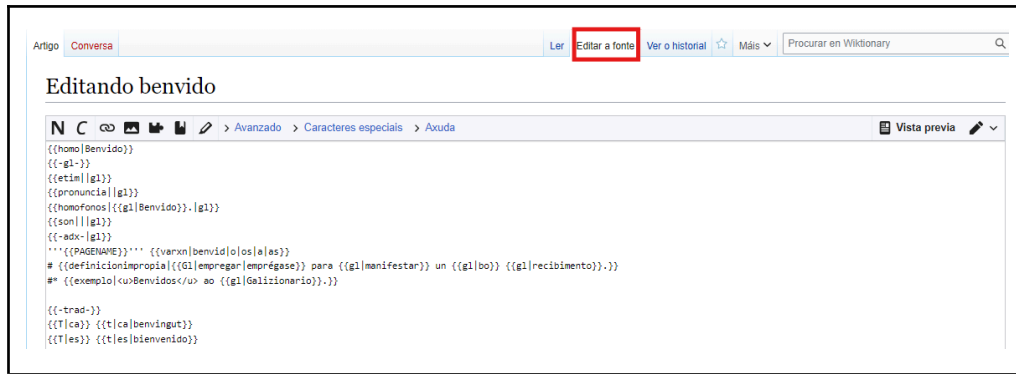 Artigo Conversa Ler Editar a fonte Ver o historial Máis Procurar en Wiktionary
Editando benvido
N C > Avanzado > Caracteres especiais > Axuda Vista previa
{{homo|Benvido}}
{{-gl-}}
{{etim||gl}}
{{pronuncia||gl}}
{{homofonos|{{gl|Benvido}}.|gl}}
{{son|||gl}}
{{-adx-|gl}}
'''{{PAGENAME}}''' {{varxn|benvid|o|os|a|as}}
# {{definicionimpropia|{{Gl|empregar|emprégase}} para {{gl|manifestar}} un {{gl|bo}} {{gl|recibimento}}.}}
#* {{exemplo|<u>Benvidos</u> ao {{gl|Galizionario}}.}}
{{-trad-}}
{{T|ca}} {{t|ca|benvingut}}
{{T|es}} {{t|es|bienvenido}}